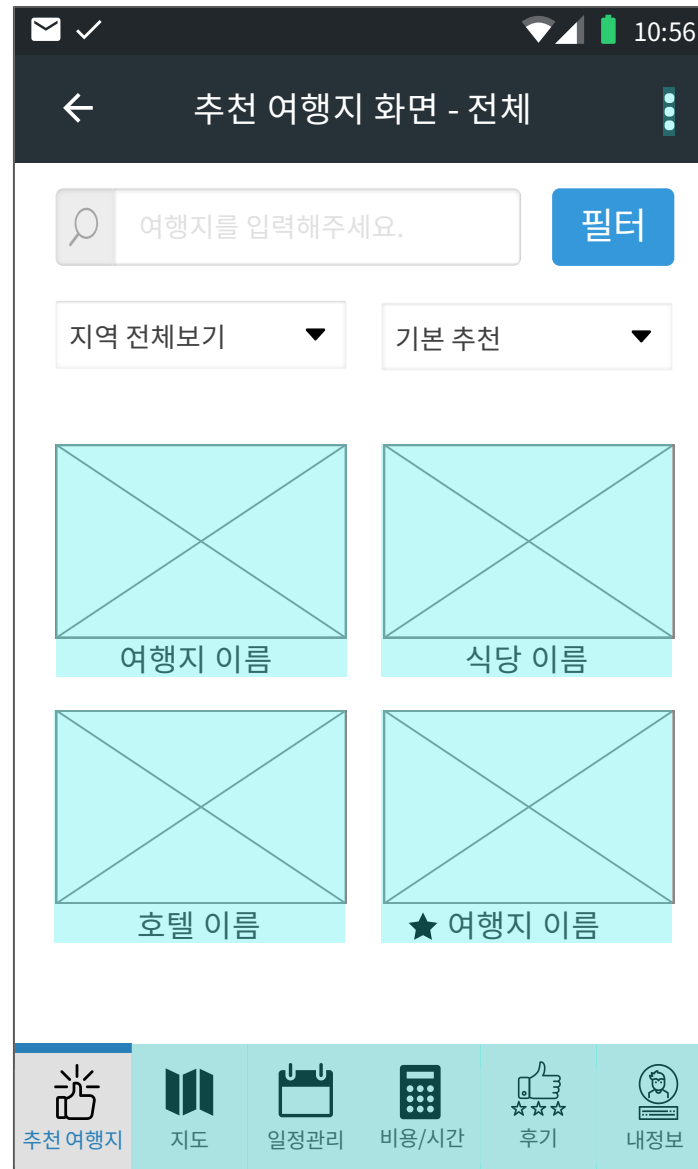 10:56
추천 여행지 화면 - 전체
여행지를 입력해주세요.
필터
지역 전체보기
기본 추천
여행지 이름
식당 이름
호텔 이름
★ 여행지 이름
추천 여행지
지도
일정관리
비용/시간
후기
내정보